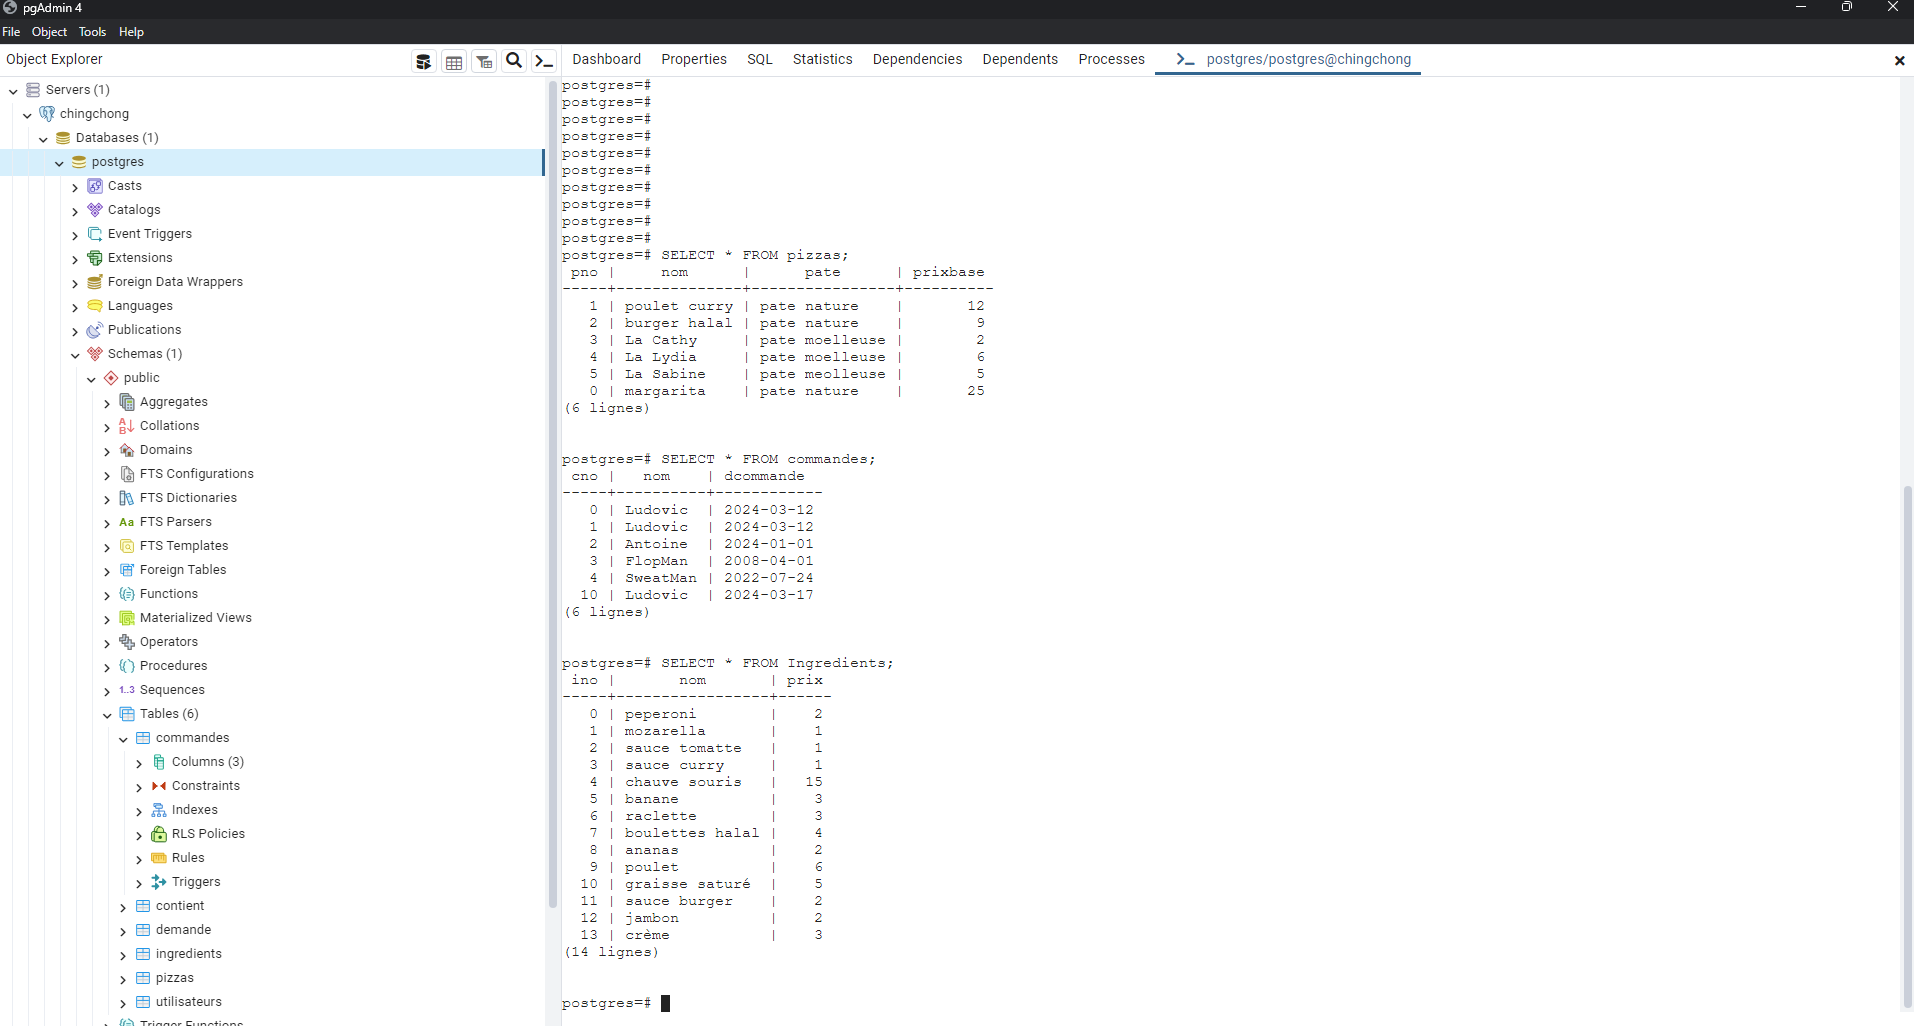 pgAdmin 4
File Object Tools Help
Object Explorer
Dashboard Properties SQL Statistics Dependencies Dependents Processes postgres/postgres@chingchong
Servers (1)
chingchong
Databases (1)
postgres
Casts
Catalogs
Event Triggers
Extensions
Foreign Data Wrappers
Languages
Publications
Schemas (1)
public
Aggregates
Collations
Domains
FTS Configurations
FTS Dictionaries
FTS Parsers
FTS Templates
Foreign Tables
Functions
Materialized Views
Operators
Procedures
Sequences
Tables (6)
commandes
Columns (3)
Constraints
Indexes
RLS Policies
Rules
Triggers
contient
demande
ingredients
pizzas
utilisateurs
Trigger Functions
postgres=#
postgres=#
postgres=#
postgres=#
postgres=#
postgres=#
postgres=#
postgres=#
postgres=#
postgres=#
postgres=# SELECT * FROM pizzas;
 pno |     nom      |      pate      | prixbase
-----+--------------+----------------+----------
   1 | poulet curry | pate nature    |       12
   2 | burger halal | pate nature    |        9
   3 | La Cathy     | pate moelleuse |        2
   4 | La Lydia     | pate moelleuse |        6
   5 | La Sabine    | pate meolleuse |        5
   0 | margarita    | pate nature    |       25
(6 lignes)
postgres=# SELECT * FROM commandes;
 cno |   nom    | dcommande
-----+----------+------------
   0 | Ludovic  | 2024-03-12
   1 | Ludovic  | 2024-03-12
   2 | Antoine  | 2024-01-01
   3 | FlopMan  | 2008-04-01
   4 | SweatMan | 2022-07-24
  10 | Ludovic  | 2024-03-17
(6 lignes)
postgres=# SELECT * FROM Ingredients;
 ino |       nom       | prix
-----+-----------------+------
   0 | peperoni        |    2
   1 | mozarella       |    1
   2 | sauce tomatte   |    1
   3 | sauce curry     |    1
   4 | chauve souris   |   15
   5 | banane          |    3
   6 | raclette        |    3
   7 | boulettes halal |    4
   8 | ananas          |    2
   9 | poulet          |    6
  10 | graisse saturé  |    5
  11 | sauce burger    |    2
  12 | jambon          |    2
  13 | crème           |    3
(14 lignes)
postgres=#